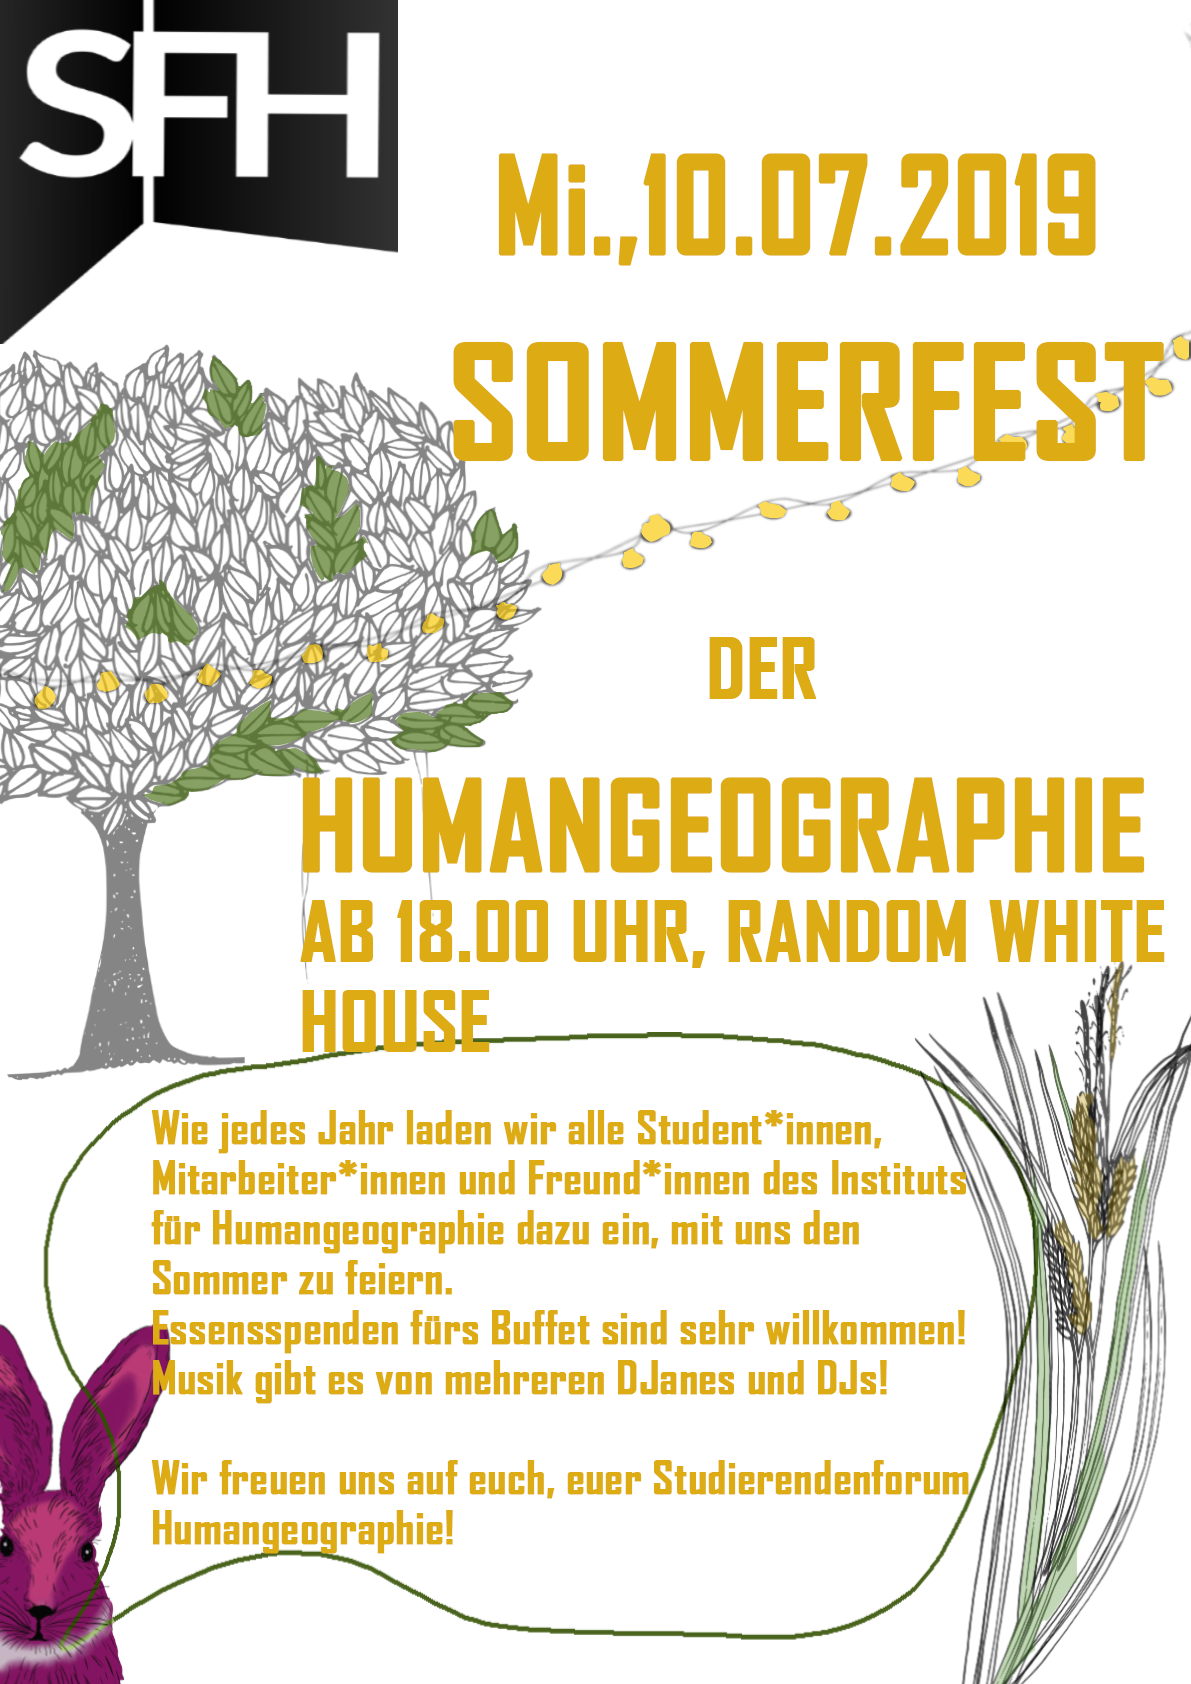 SFH
Mi.,10.07.2019
SOMMERFEST
DER
HUMANGEOGRAPHIE
AB 18.00 UHR, RANDOM WHITE
HOUSE
Wie jedes Jahr laden wir alle Student*innen,
Mitarbeiter*innen und Freund*innen des Instituts
für Humangeographie dazu ein, mit uns den
Sommer zu feiern.
Essensspenden fürs Buffet sind sehr willkommen!
Musik gibt es von mehreren DJanes und DJs!
Wir freuen uns auf euch, euer Studierendenforum
Humangeographie!